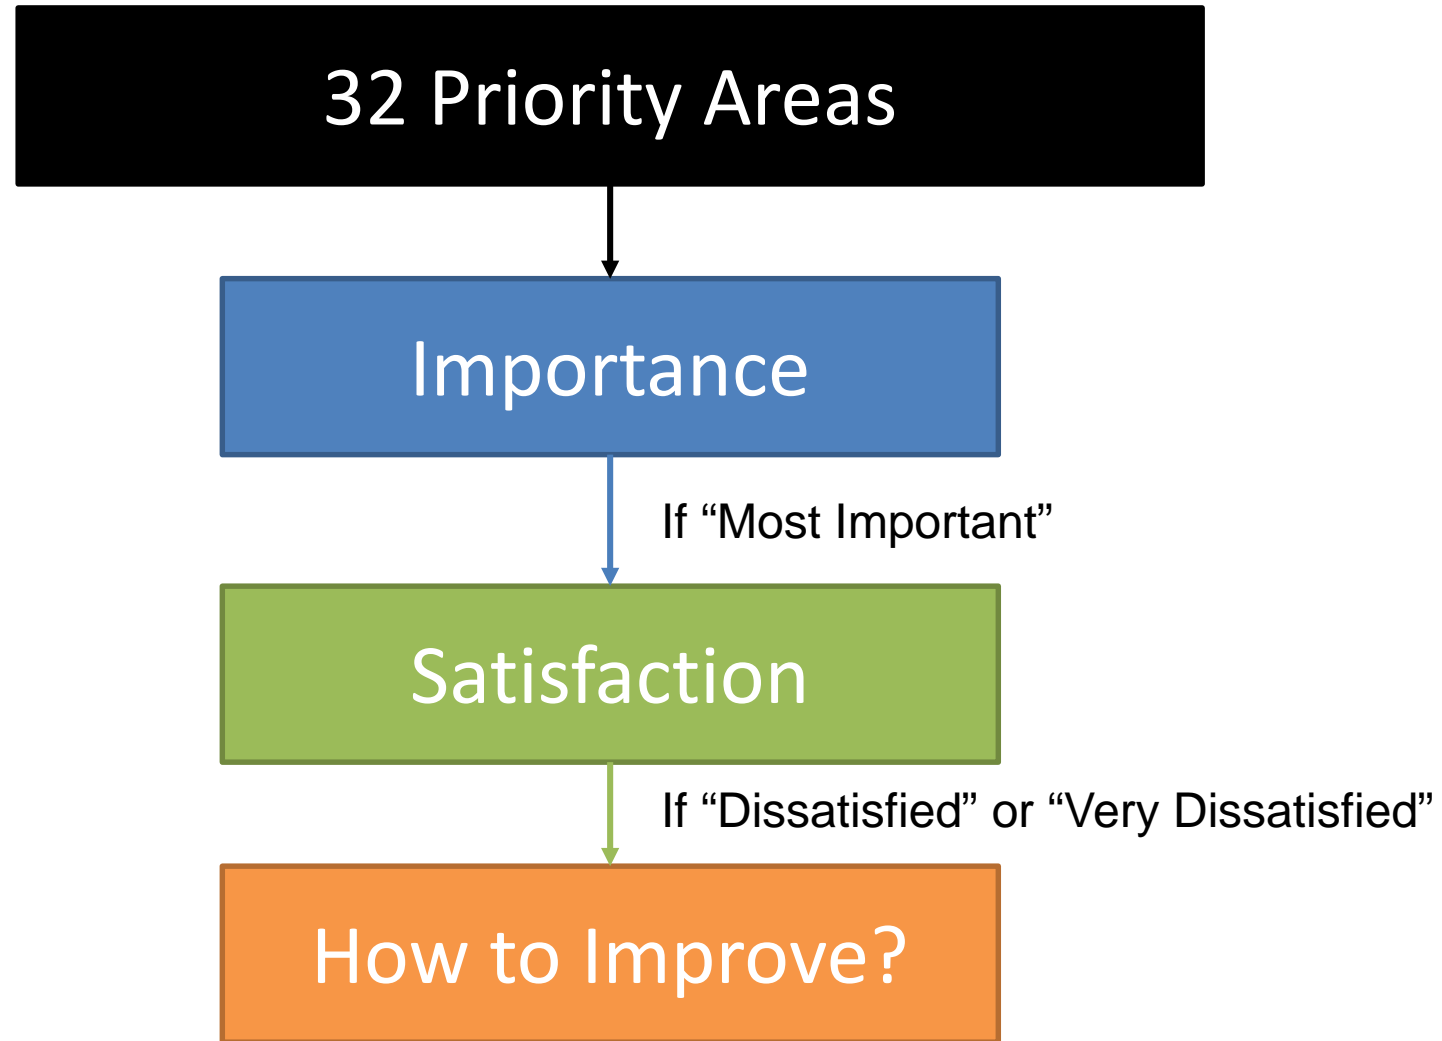 32 Priority Areas
Importance
If “Most Important”
Satisfaction
If “Dissatisfied” or “Very Dissatisfied”
How to Improve?